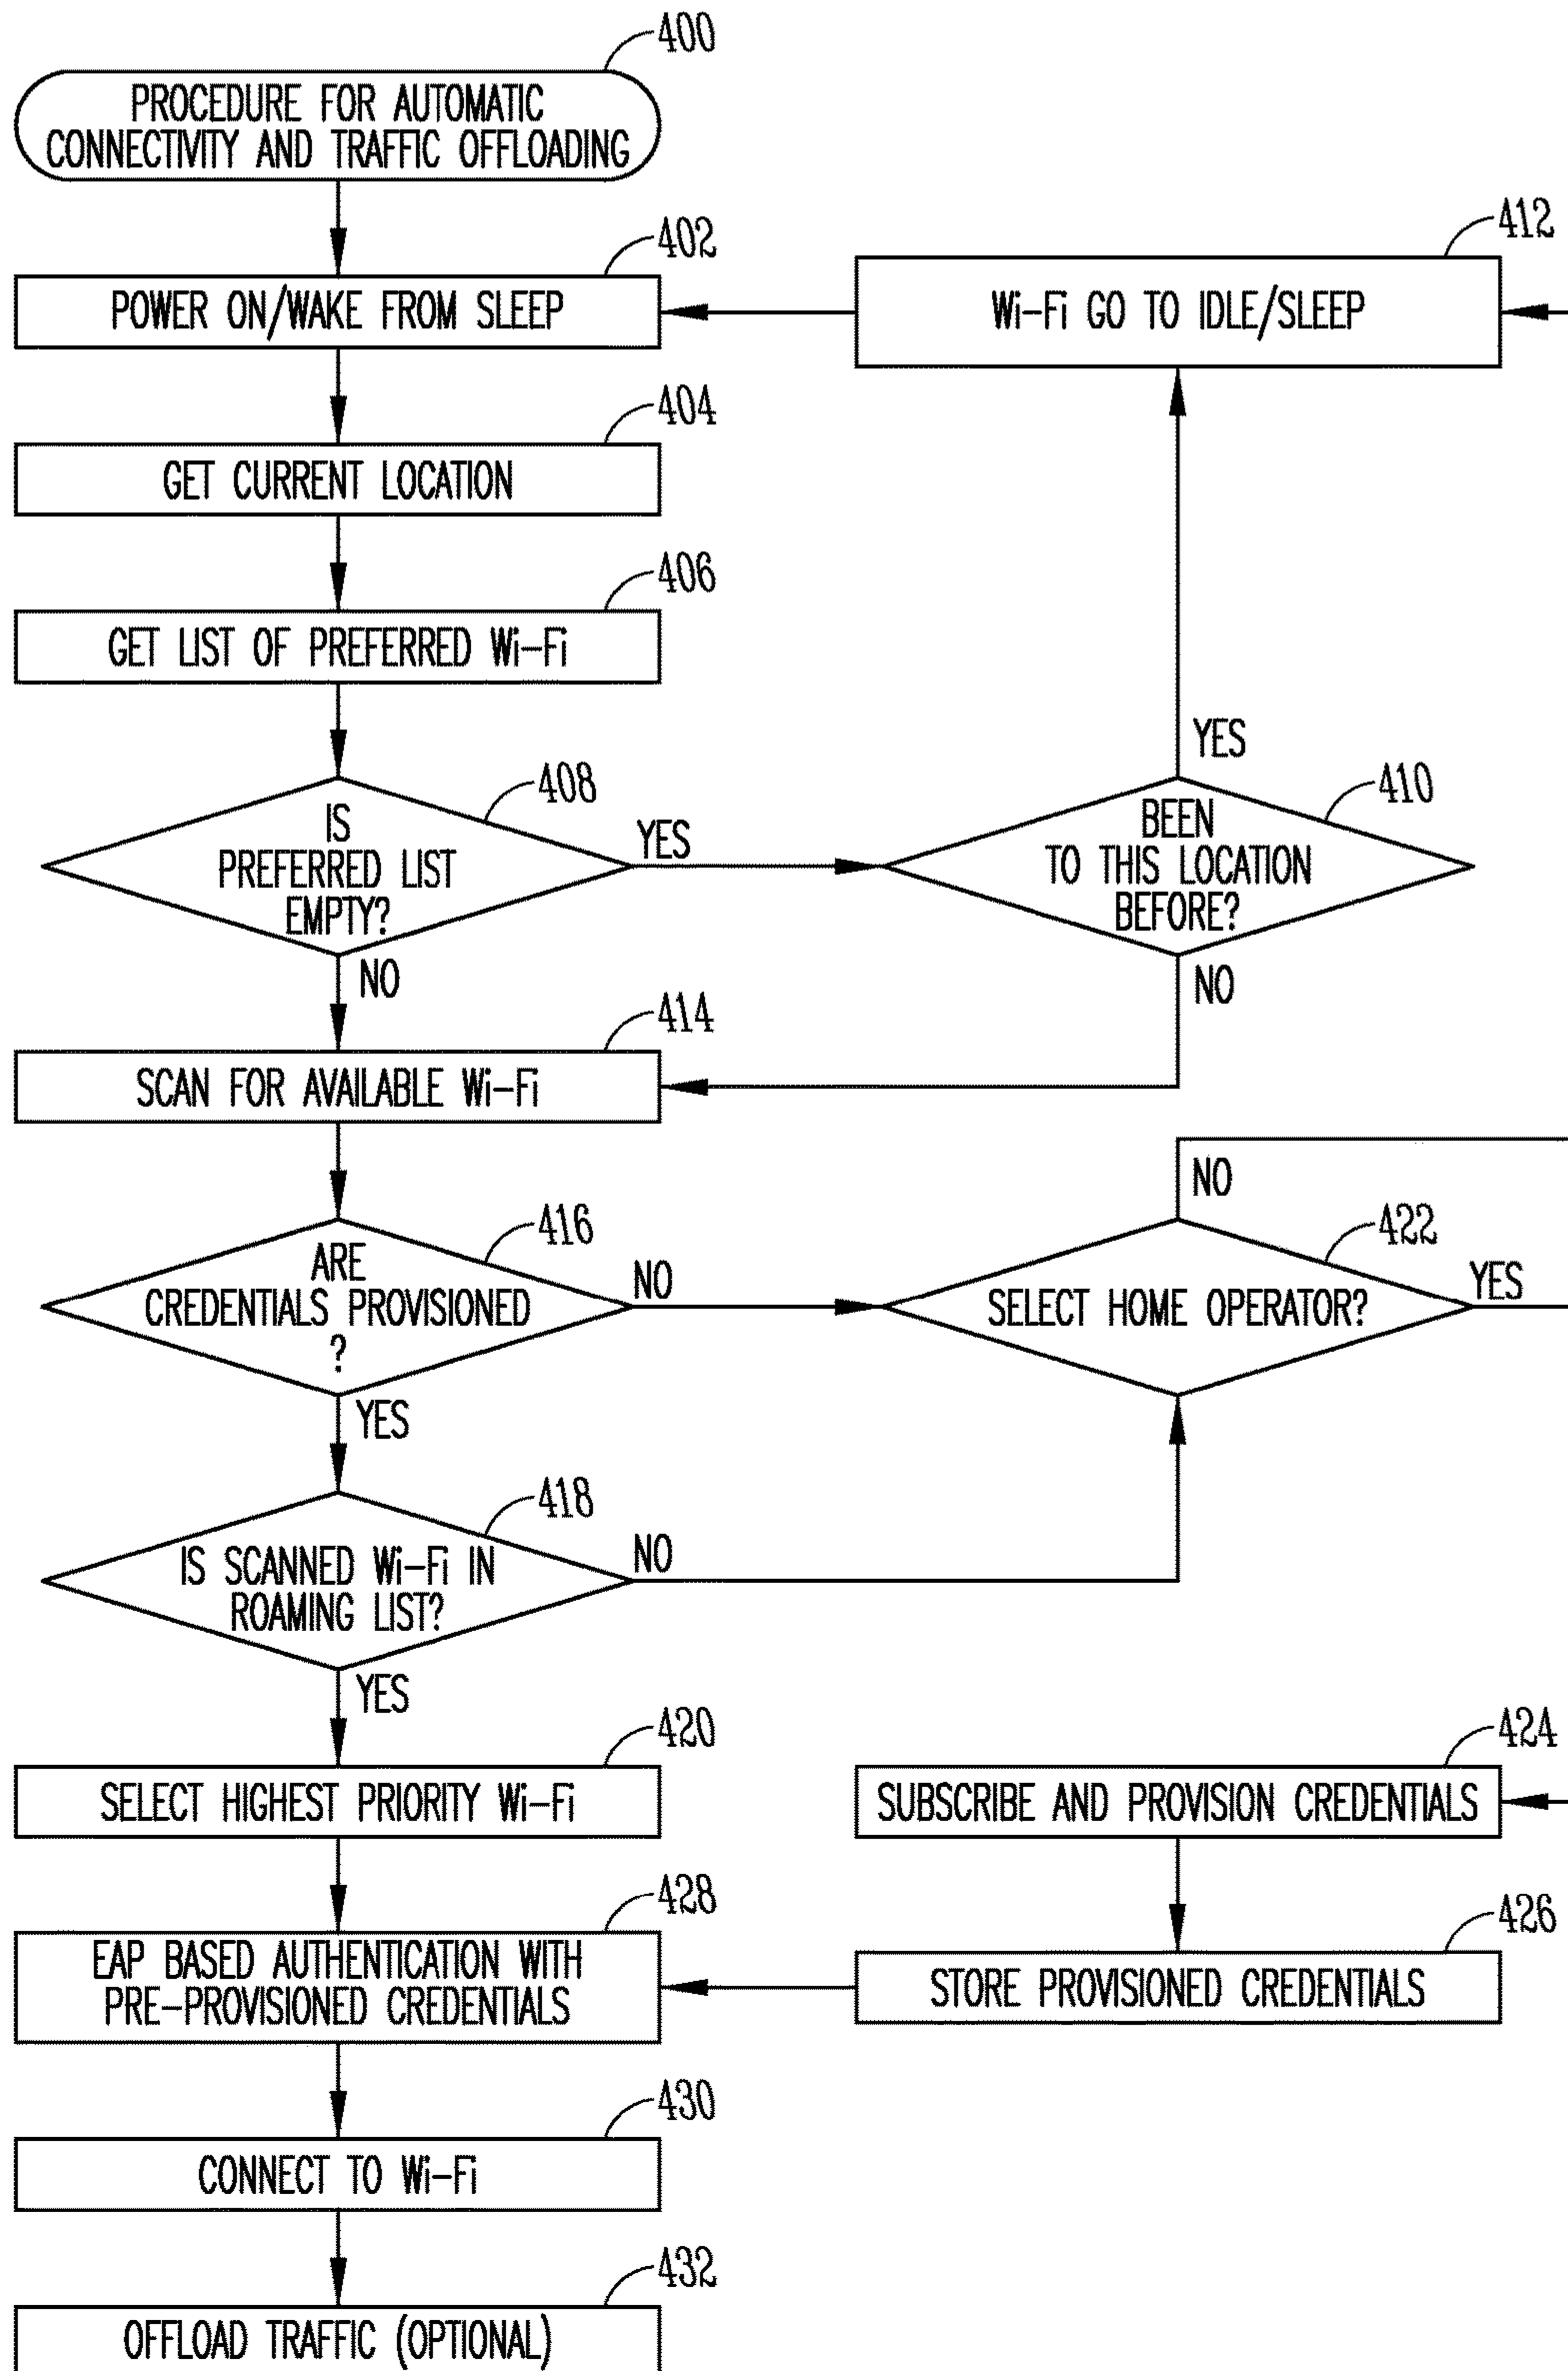 400
PROCEDURE FOR AUTOMATIC
CONNECTIVITY AND TRAFFIC OFFLOADING
402
POWER ON/WAKE FROM SLEEP
412
Wi-Fi GO TO IDLE/SLEEP
404
GET CURRENT LOCATION
406
GET LIST OF PREFERRED Wi-Fi
408
IS
PREFERRED LIST
EMPTY?
YES
NO
410
BEEN
TO THIS LOCATION
BEFORE?
YES
NO
414
SCAN FOR AVAILABLE Wi-Fi
416
ARE
CREDENTIALS PROVISIONED
?
NO
YES
422
SELECT HOME OPERATOR?
NO
YES
418
IS SCANNED Wi-Fi IN
ROAMING LIST?
NO
YES
420
SELECT HIGHEST PRIORITY Wi-Fi
424
SUBSCRIBE AND PROVISION CREDENTIALS
428
EAP BASED AUTHENTICATION WITH
PRE-PROVISIONED CREDENTIALS
426
STORE PROVISIONED CREDENTIALS
430
CONNECT TO Wi-Fi
432
OFFLOAD TRAFFIC (OPTIONAL)